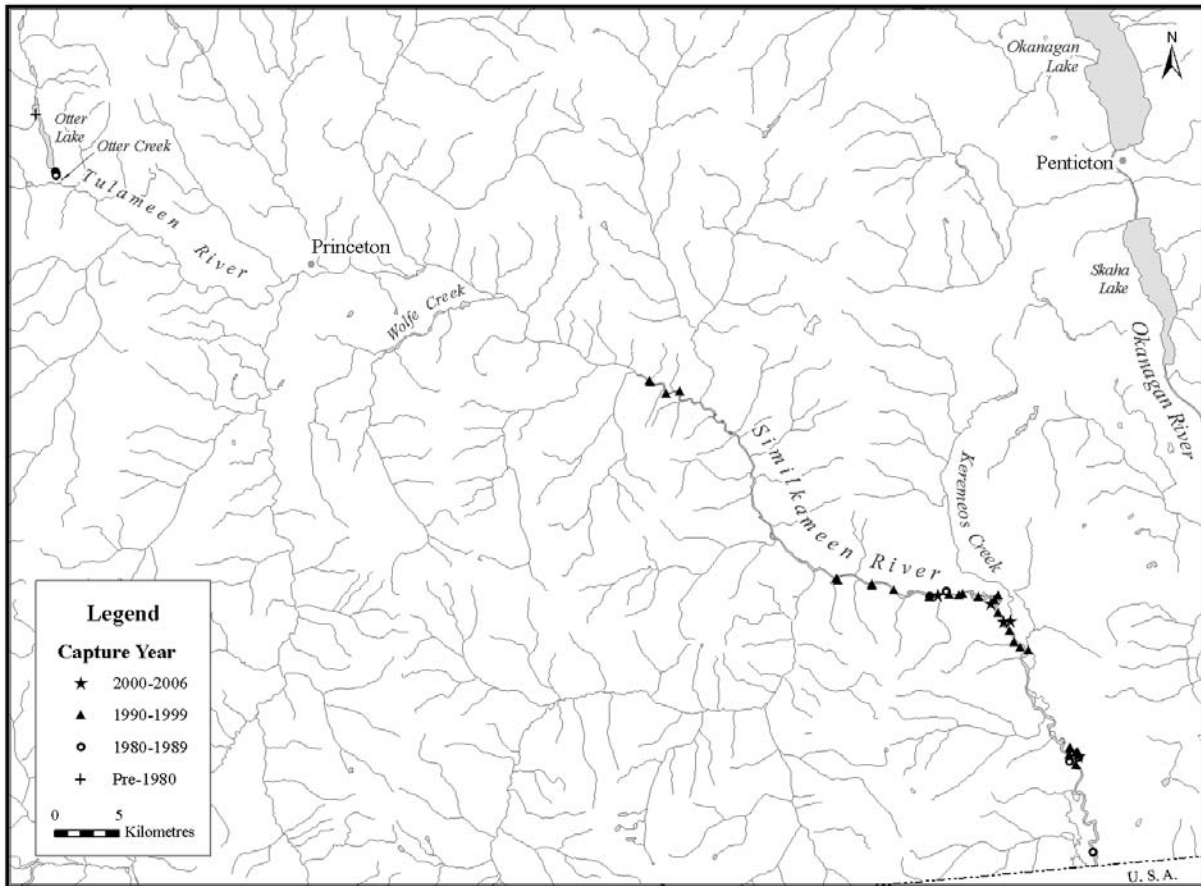 Okanagan
Lake
N
Otter
Lake
Otter Creek
Penticton
Tulameen
River
Princeton
Skaha
Lake
Wolfe Creek
Okanagan River
Similkameen River
Keremeos
Creek
Legend
Capture Year
2000-2006
1990-1999
1980-1989
Pre-1980
0 5
Kilometres
U. S. A.